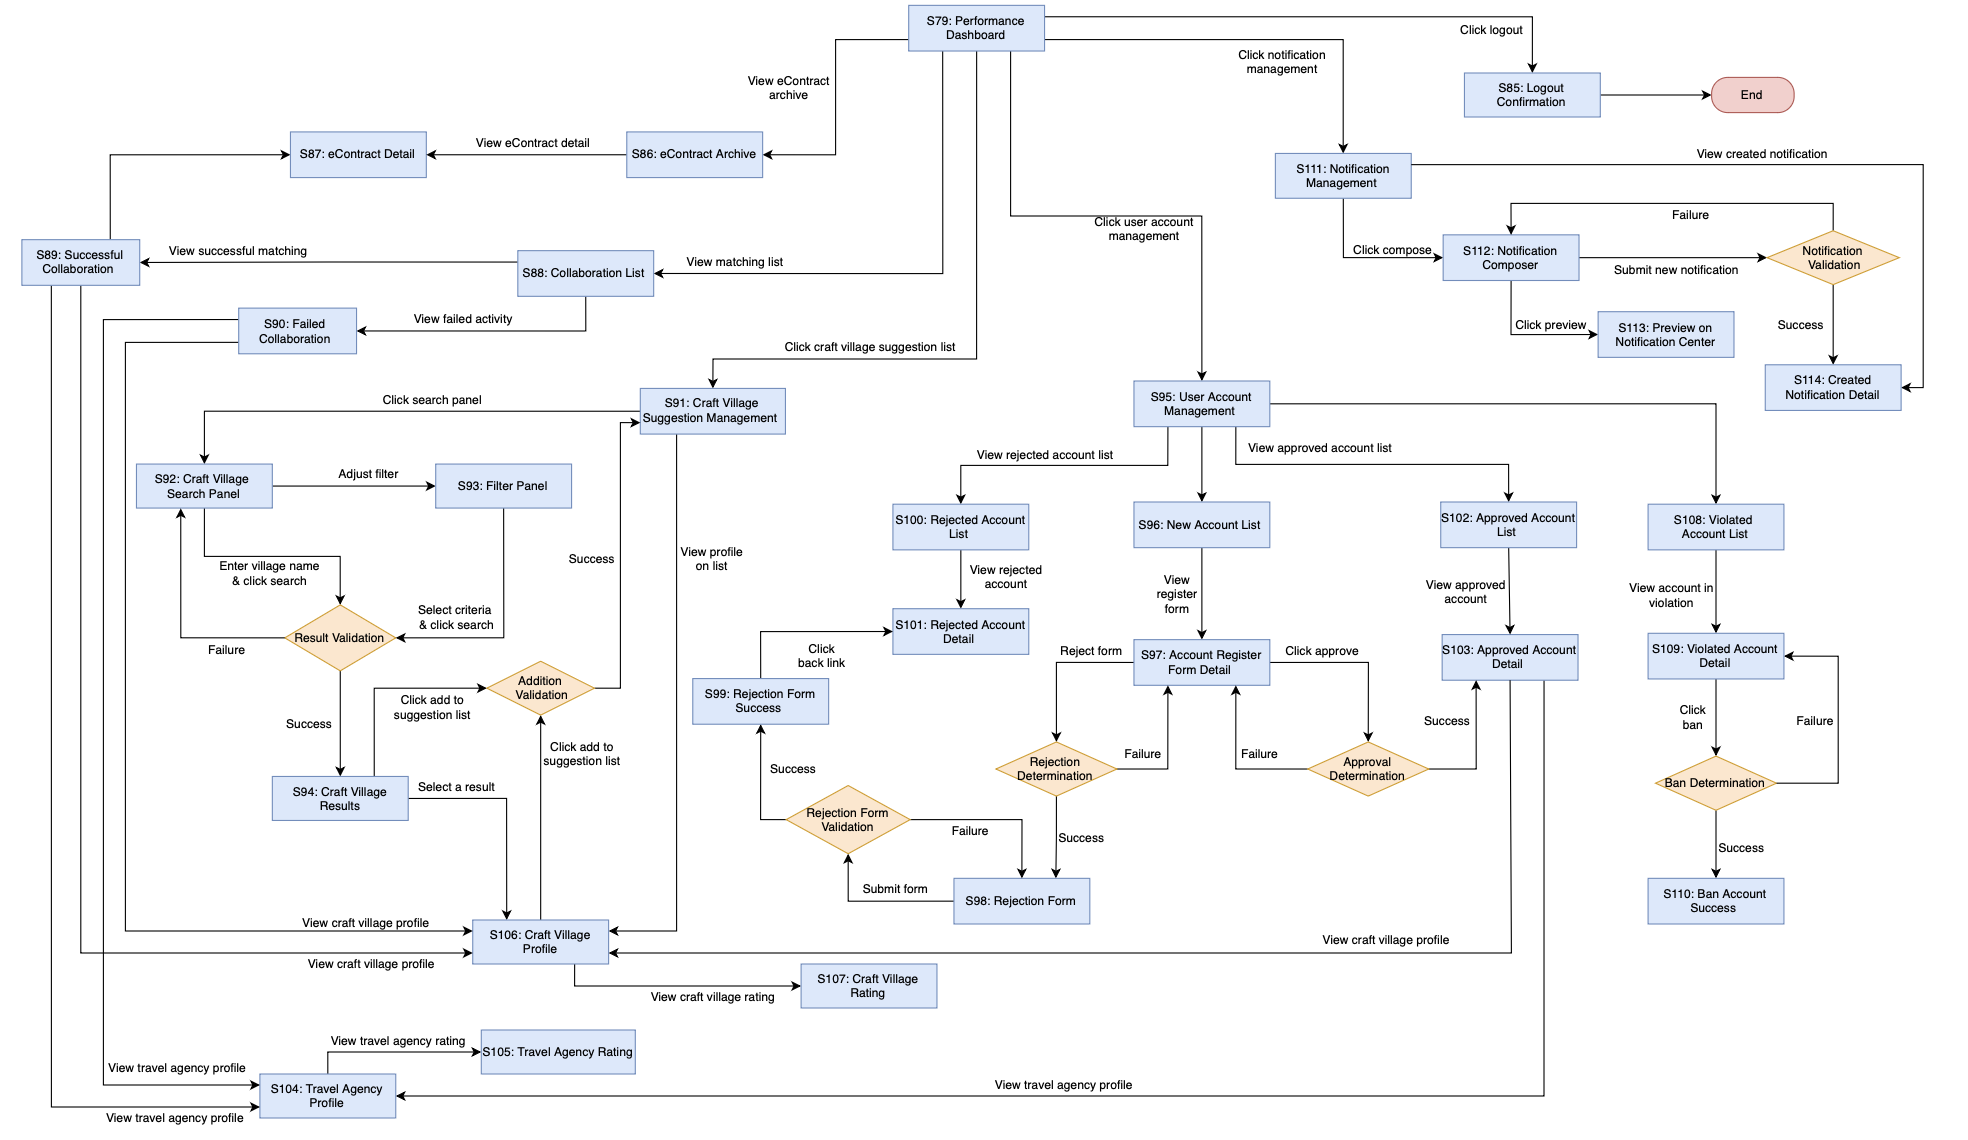 S79: Performance
Dashboard
Click logout
Click notification
management
View eContract
archive
S85: Logout
Confirmation
End
S87: eContract Detail
View eContract detail
S86: eContract Archive
S111: Notification
Management
View created notification
Failure
Click user account
management
S89: Successful
Collaboration
View successful matching
S88: Collaboration List
View matching list
Click compose
S112: Notification
Composer
Submit new notification
Notification
Validation
S90: Failed
Collaboration
View failed activity
Click preview
S113: Preview on
Notification Center
Success
Click craft village suggestion list
S114: Created
Notification Detail
Click search panel
S91: Craft Village
Suggestion Management
S95: User Account
Management
View rejected account list
View approved account list
S92: Craft Village
Search Panel
Adjust filter
S93: Filter Panel
S100: Rejected Account
List
S96: New Account List
S102: Approved Account
List
S108: Violated
Account List
Enter village name
& click search
Success
View profile
on list
View rejected
account
View
register
form
View approved
account
View account in
violation
Select criteria
& click search
Result Validation
Failure
S101: Rejected Account
Detail
Click
back link
Reject form
S97: Account Register
Form Detail
Click approve
S103: Approved Account
Detail
S109: Violated Account
Detail
Addition
Validation
Click add to
suggestion list
S99: Rejection Form
Success
Success
Success
Click
ban
Failure
Click add to
suggestion list
Success
Rejection
Determination
Failure
Failure
Approval
Determination
Ban Determination
S94: Craft Village
Results
Select a result
Rejection Form
Validation
Failure
Success
Success
Submit form
S98: Rejection Form
S110: Ban Account
Success
View craft village profile
S106: Craft Village
Profile
View craft village profile
View craft village profile
View craft village rating
S107: Craft Village
Rating
View travel agency rating
S105: Travel Agency Rating
View travel agency profile
S104: Travel Agency
Profile
View travel agency profile
View travel agency profile